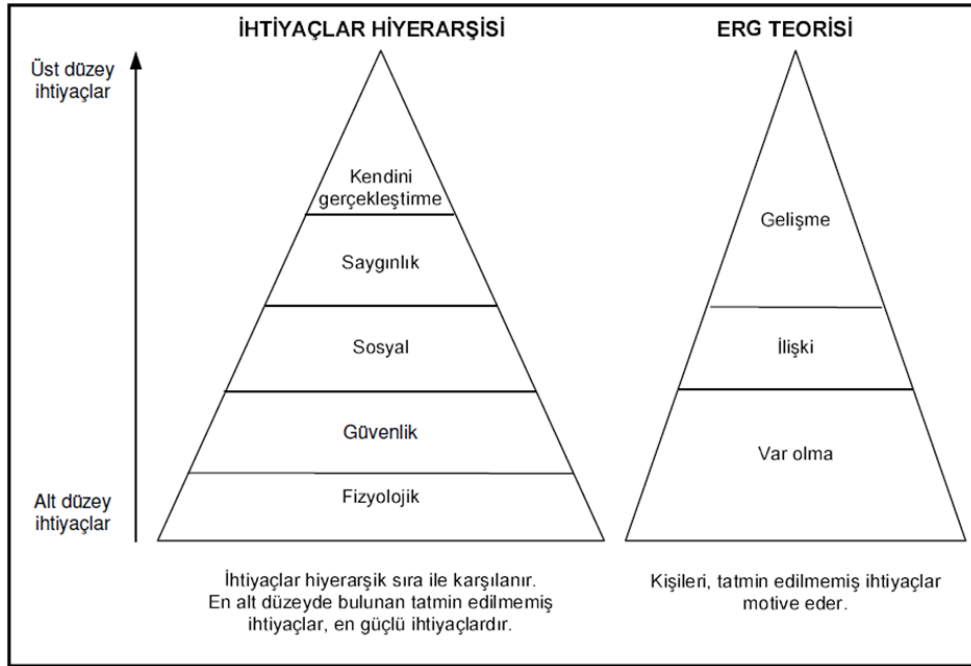 İHTİYAÇLAR HİYERARŞİSİ
ERG TEORİSİ
Üst düzey
ihtiyaçlar
Kendini
gerçekleştirme
Saygınlık
Sosyal
Güvenlik
Fizyolojik
Gelişme
İlişki
Var olma
Alt düzey
ihtiyaçlar
İhtiyaçlar hiyerarşik sıra ile karşılanır.
En alt düzeyde bulunan tatmin edilmemiş
ihtiyaçlar, en güçlü ihtiyaçlardır.
Kişileri, tatmin edilmemiş ihtiyaçlar
motive eder.